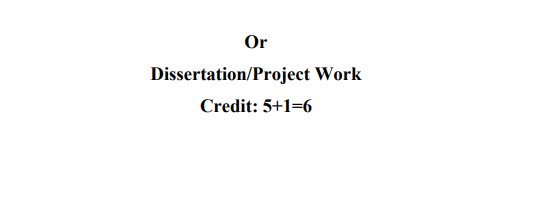 Or
Dissertation/Project Work
Credit: 5+1=6